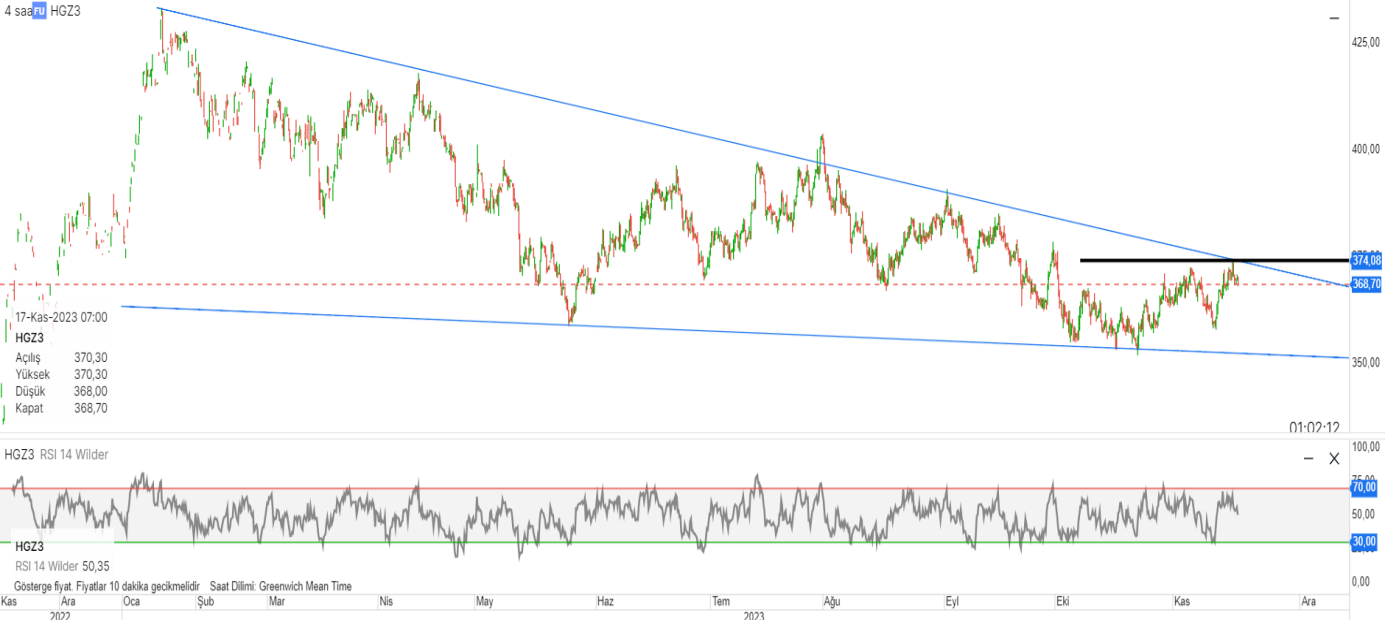 4 saa FU HGZ3
425,00
400,00
374,08
368,70
350,00
17-Kas-2023 07:00
HGZ3
Açılış 370,30
Yüksek 370,30
Düşük 368,00
Kapat 368,70
01:02:12
HGZ3 RSI 14 Wilder
100,00
75,00
70,00
50,00
30,00
0,00
HGZ3
RSI 14 Wilder 50,35
Gösterge fiyat. Fiyatlar 10 dakika gecikmelidir Saat Dilimi: Greenwich Mean Time
Kas Ara Oca Şub Mar Nis May Haz Tem Ağu Eyl Eki Kas Ara
2022 2023